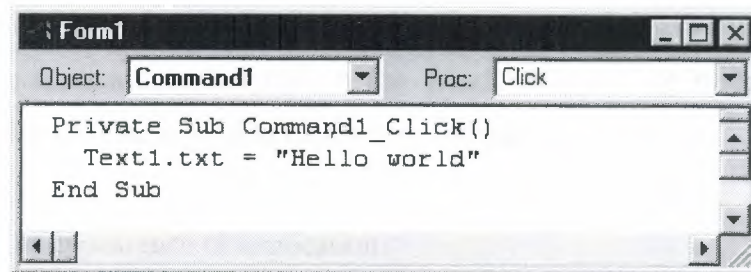 Form1
Object: Command1 Proc: Click
Private Sub Command1_Click()
Text1.txt = "Hello world"
End Sub